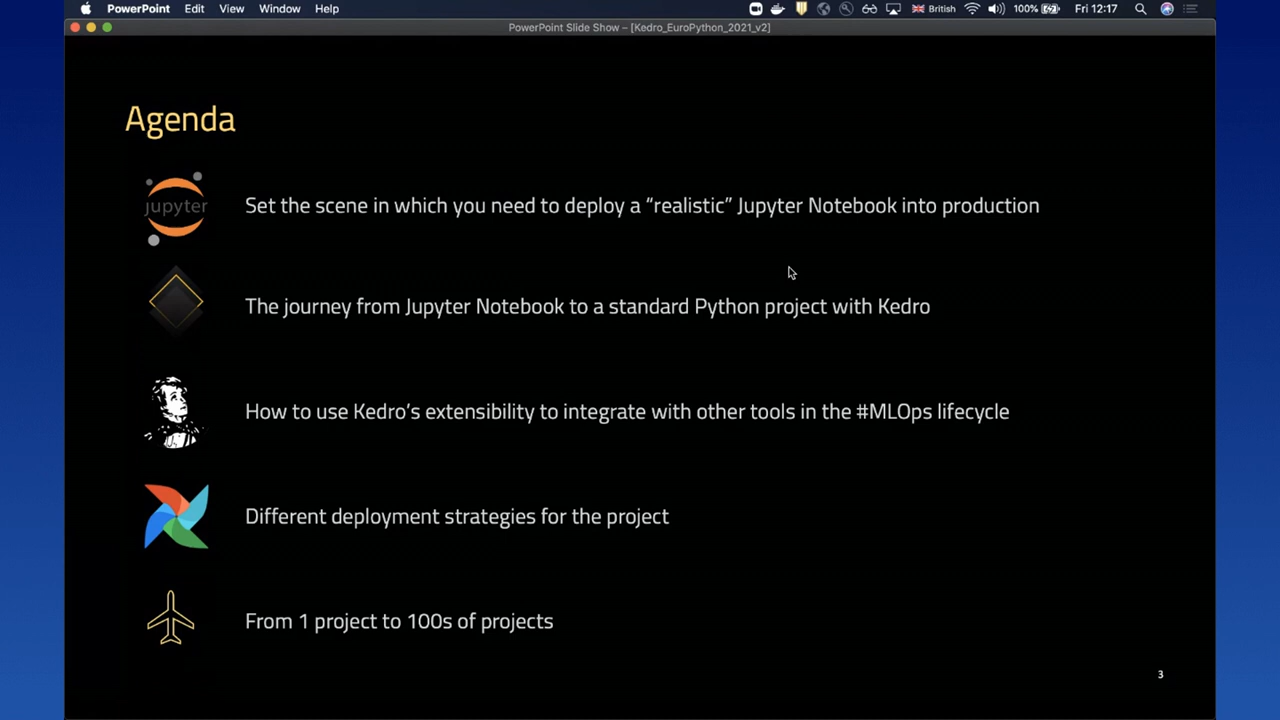 PowerPoint Edit View Window Help British 100% Fri 12:17
PowerPoint Slide Show – [Kedro_EuroPython_2021_v2]
Agenda
jupyter
Set the scene in which you need to deploy a “realistic” Jupyter Notebook into production
The journey from Jupyter Notebook to a standard Python project with Kedro
How to use Kedro’s extensibility to integrate with other tools in the #MLOps lifecycle
Different deployment strategies for the project
From 1 project to 100s of projects
3